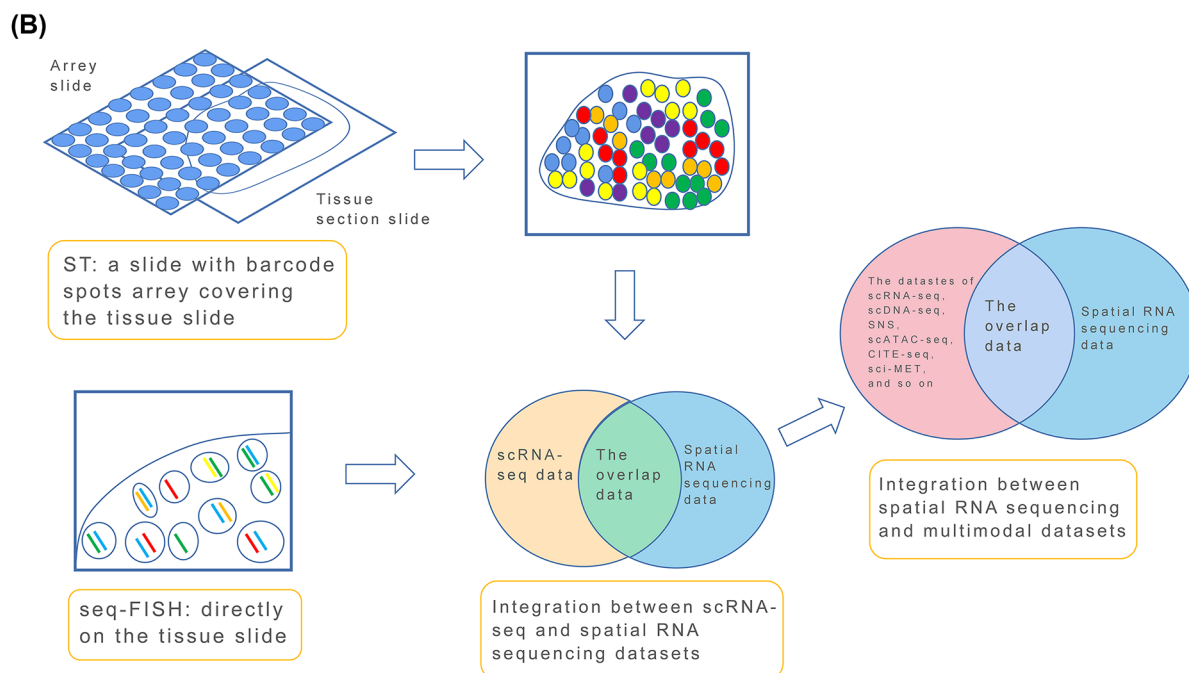 (B)
Arrey
slide
Tissue
section slide
ST: a slide with barcode
spots arrey covering
the tissue slide
seq-FISH: directly
on the tissue slide
scRNA-
seq data
The
overlap
data
Spatial
RNA
sequencing
data
Integration between scRNA-
seq and spatial RNA
sequencing datasets
The datastes of
scRNA-seq,
scDNA-seq,
SNS,
scATAC-seq,
CITE-seq,
sci-MET,
and so on
The
overlap
data
Spatial RNA
sequencing
data
Integration between
spatial RNA sequencing
and multimodal datasets